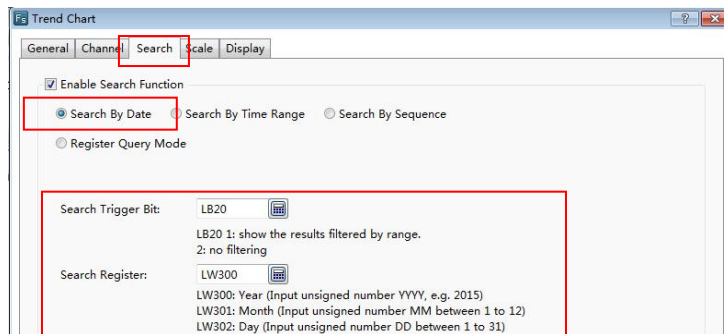 Fs Trend Chart
General Channel Search Scale Display
Enable Search Function
Search By Date Search By Time Range Search By Sequence
Register Query Mode
Search Trigger Bit: LB20
LB20 1: show the results filtered by range.
2: no filtering
Search Register: LW300
LW300: Year (Input unsigned number YYYY, e.g. 2015)
LW301: Month (Input unsigned number MM between 1 to 12)
LW302: Day (Input unsigned number DD between 1 to 31)